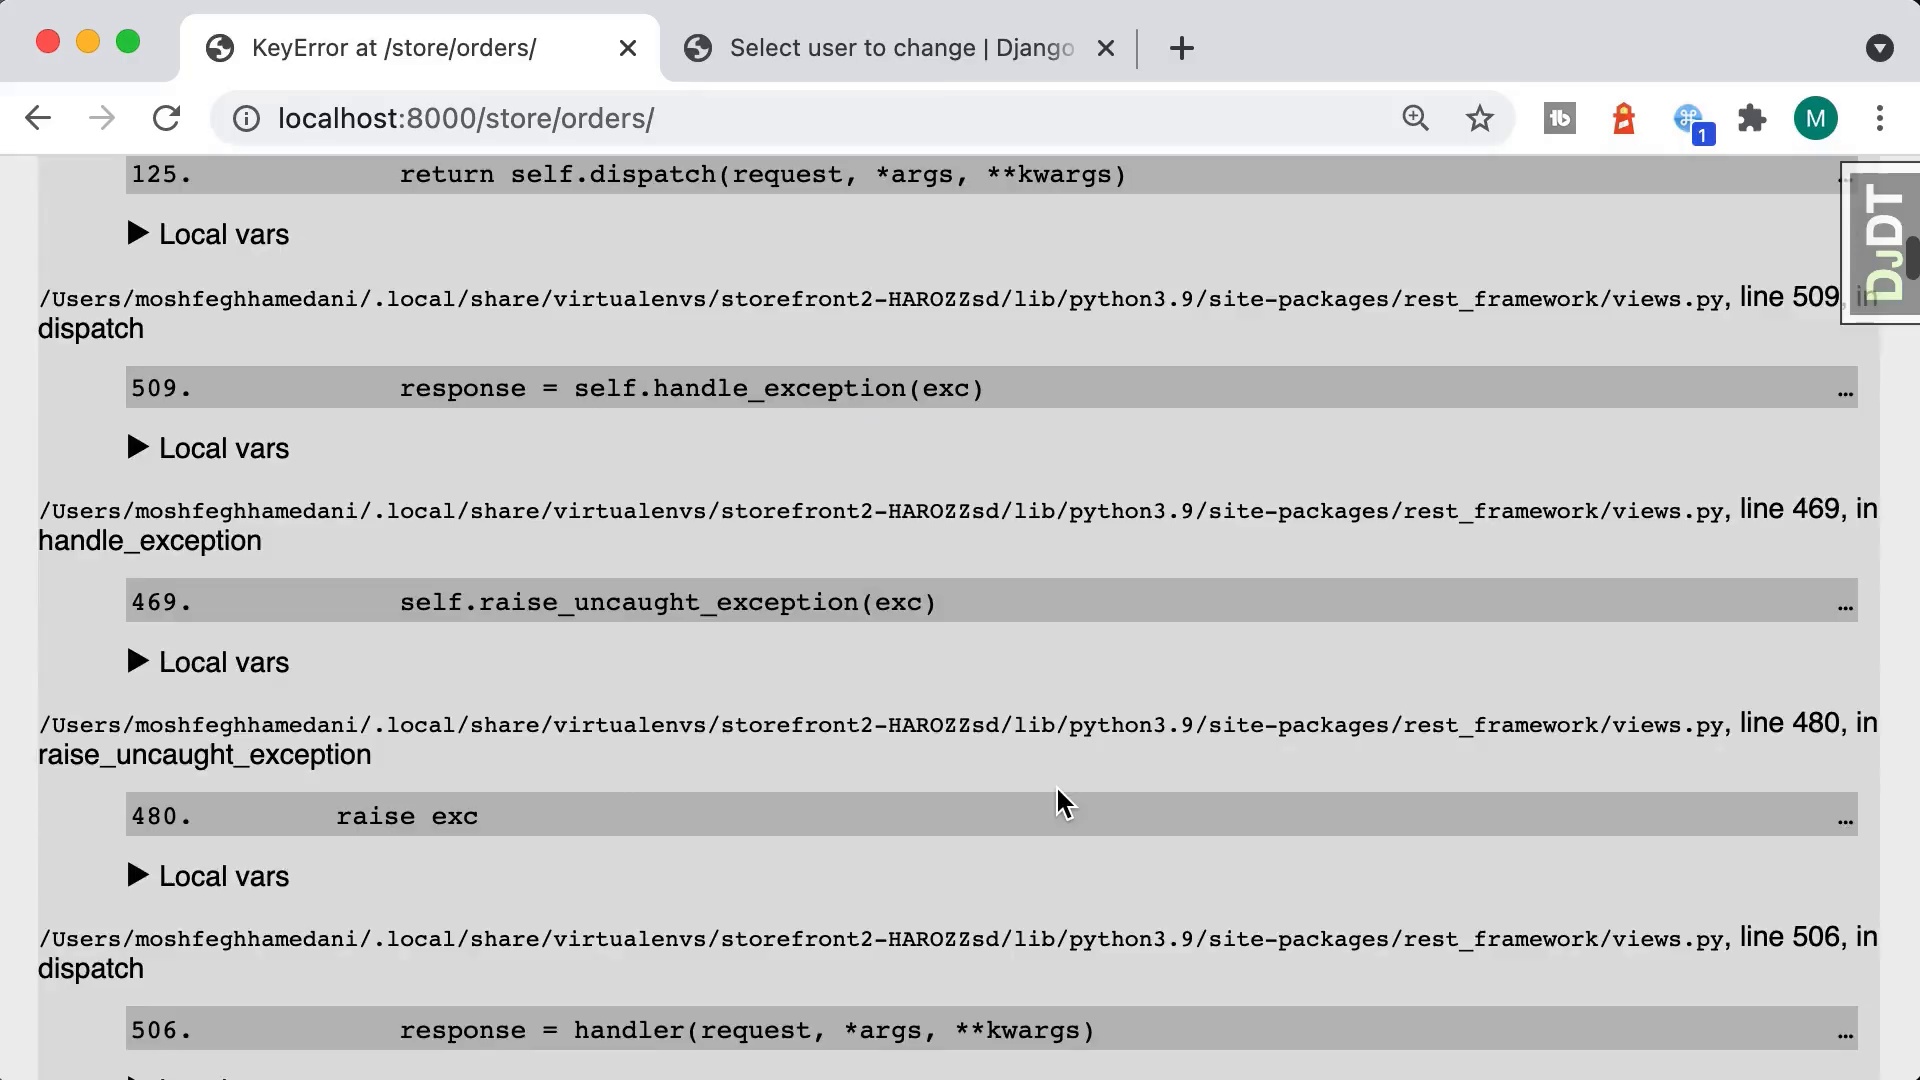 KeyError at /store/orders/
Select user to change | Django
localhost:8000/store/orders/
1
M
125. return self.dispatch(request, *args, **kwargs) …
Local vars
DJDT
/Users/moshfeghhamedani/.local/share/virtualenvs/storefront2-HAROZZsd/lib/python3.9/site-packages/rest_framework/views.py, line 509, in
dispatch
509. response = self.handle_exception(exc) …
Local vars
/Users/moshfeghhamedani/.local/share/virtualenvs/storefront2-HAROZZsd/lib/python3.9/site-packages/rest_framework/views.py, line 469, in
handle_exception
469. self.raise_uncaught_exception(exc) …
Local vars
/Users/moshfeghhamedani/.local/share/virtualenvs/storefront2-HAROZZsd/lib/python3.9/site-packages/rest_framework/views.py, line 480, in
raise_uncaught_exception
480. raise exc …
Local vars
/Users/moshfeghhamedani/.local/share/virtualenvs/storefront2-HAROZZsd/lib/python3.9/site-packages/rest_framework/views.py, line 506, in
dispatch
506. response = handler(request, *args, **kwargs) …